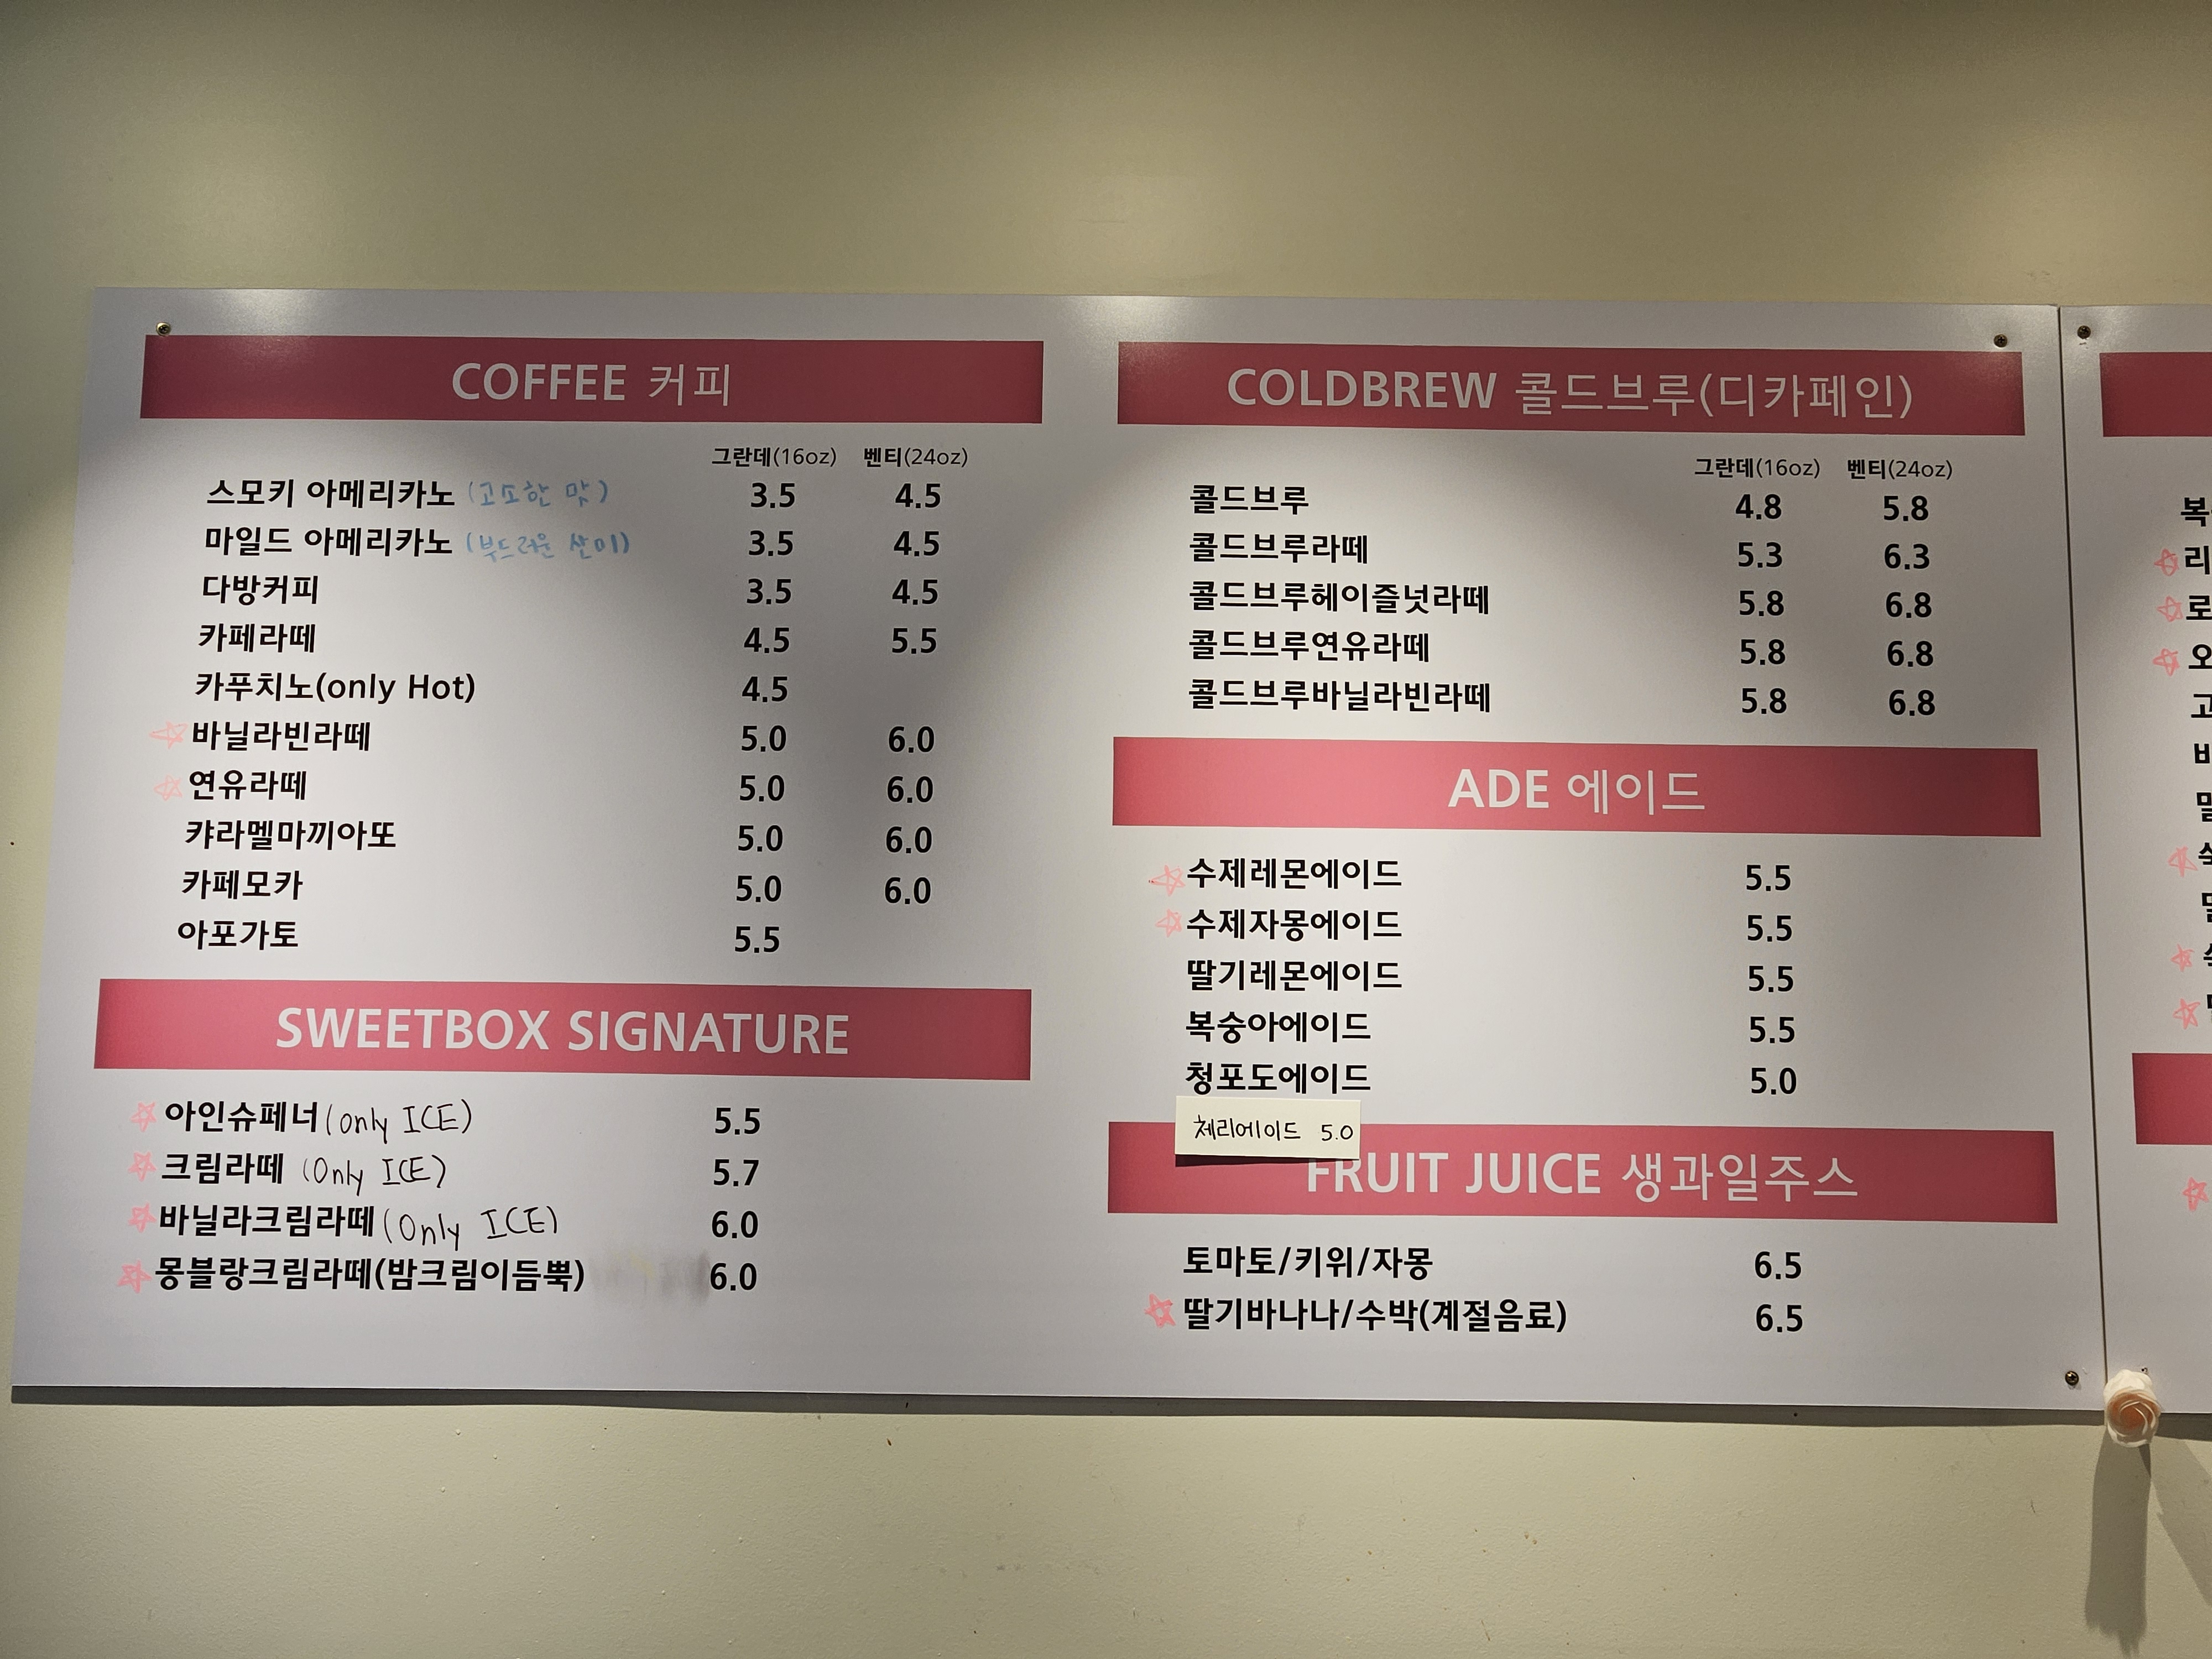 COFFEE 커피
그란데(16oz) 벤티(24oz)
스모키 아메리카노 (고소한 맛) 3.5 4.5
마일드 아메리카노 (부드러운 산미) 3.5 4.5
다방커피 3.5 4.5
카페라떼 4.5 5.5
카푸치노(only Hot) 4.5
바닐라빈라떼 5.0 6.0
연유라떼 5.0 6.0
캬라멜마끼아또 5.0 6.0
카페모카 5.0 6.0
아포가토 5.5
SWEETBOX SIGNATURE
아인슈페너(only ICE) 5.5
크림라떼 (Only ICE) 5.7
바닐라크림라떼(Only ICE) 6.0
몽블랑크림라떼(밤크림이듬뿍) 6.0
COLDBREW 콜드브루(디카페인)
그란데(16oz) 벤티(24oz)
콜드브루 4.8 5.8
콜드브루라떼 5.3 6.3
콜드브루헤이즐넛라떼 5.8 6.8
콜드브루연유라떼 5.8 6.8
콜드브루바닐라빈라떼 5.8 6.8
ADE 에이드
수제레몬에이드 5.5
수제자몽에이드 5.5
딸기레몬에이드 5.5
복숭아에이드 5.5
청포도에이드 5.0
체리에이드 5.0
FRUIT JUICE 생과일주스
토마토/키위/자몽 6.5
딸기바나나/수박(계절음료) 6.5